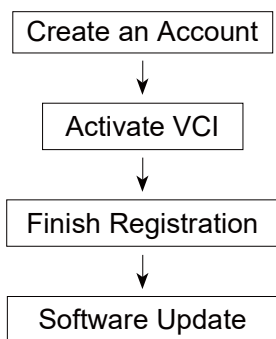 Create an Account
Activate VCI
Finish Registration
Software Update